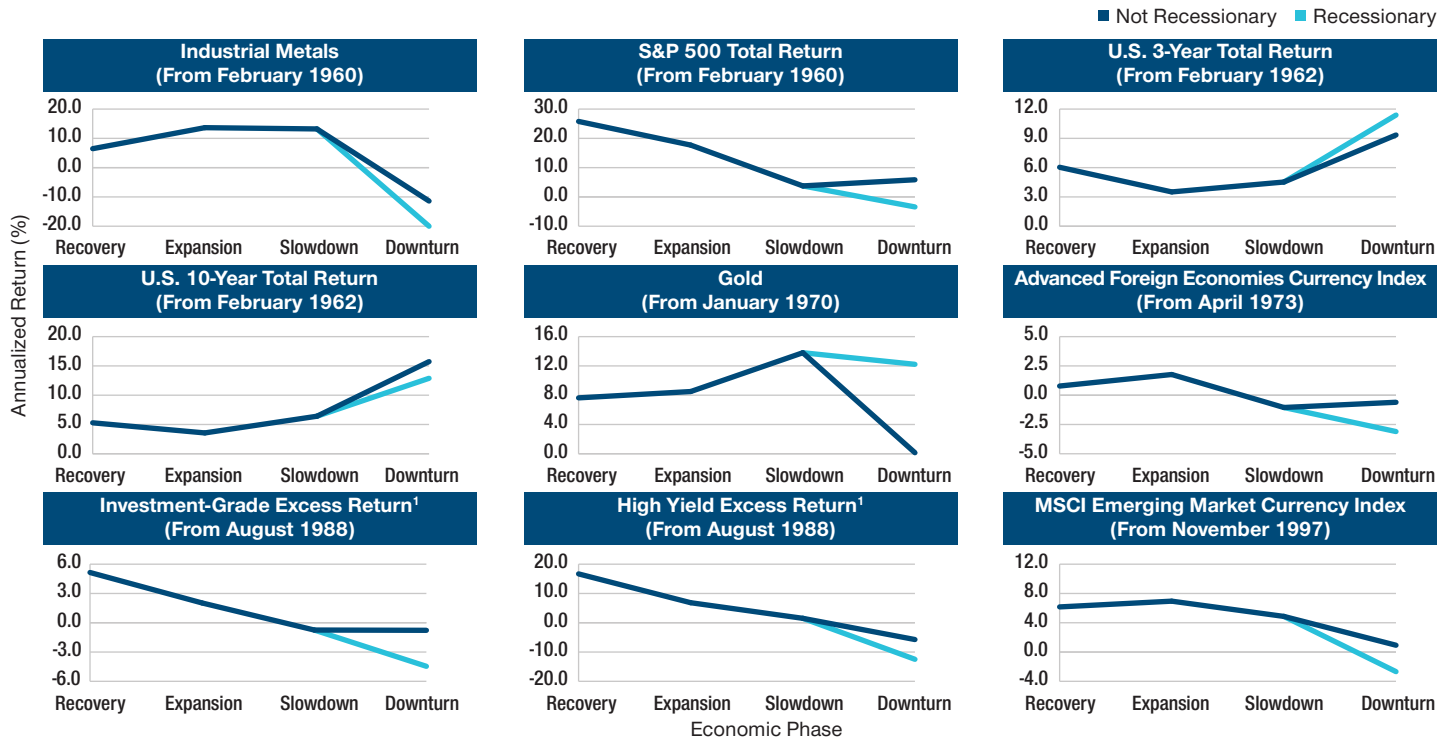 Not Recessionary Recessionary
Industrial Metals
(From February 1960)
20.0
10.0
0.0
-10.0
-20.0
Recovery Expansion Slowdown Downturn
S&P 500 Total Return
(From February 1960)
30.0
20.0
10.0
0.0
-10.0
Recovery Expansion Slowdown Downturn
U.S. 3-Year Total Return
(From February 1962)
12.0
9.0
6.0
3.0
0.0
Recovery Expansion Slowdown Downturn
Annualized Return (%)
U.S. 10-Year Total Return
(From February 1962)
20.0
15.0
10.0
5.0
0.0
Recovery Expansion Slowdown Downturn
Gold
(From January 1970)
16.0
12.0
8.0
4.0
0.0
Recovery Expansion Slowdown Downturn
Advanced Foreign Economies Currency Index
(From April 1973)
5.0
2.5
0.0
-2.5
-5.0
Recovery Expansion Slowdown Downturn
Investment-Grade Excess Return¹
(From August 1988)
6.0
3.0
0.0
-3.0
-6.0
Recovery Expansion Slowdown Downturn
High Yield Excess Return¹
(From August 1988)
20.0
10.0
0.0
-10.0
-20.0
Recovery Expansion Slowdown Downturn
MSCI Emerging Market Currency Index
(From November 1997)
12.0
8.0
4.0
0.0
-4.0
Recovery Expansion Slowdown Downturn
Economic Phase